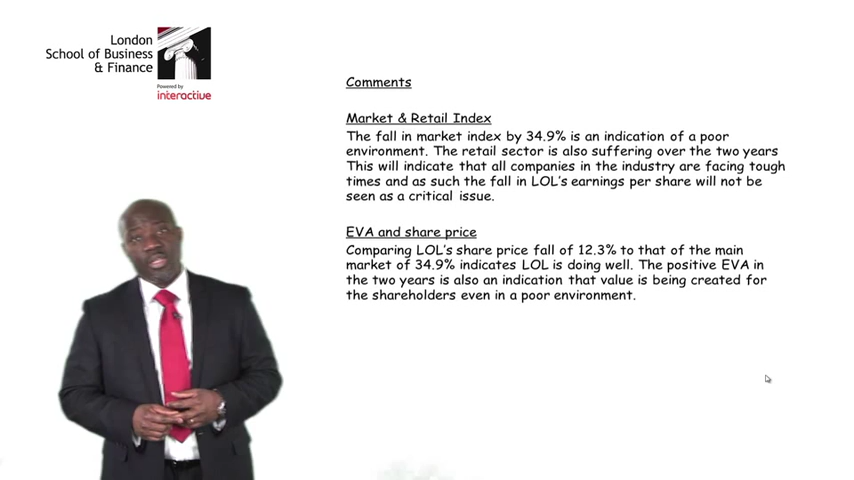 London
School of Business
& Finance
Powered by
interactive
Comments
Market & Retail Index
The fall in market index by 34.9% is an indication of a poor
environment. The retail sector is also suffering over the two years
This will indicate that all companies in the industry are facing tough
times and as such the fall in LOL's earnings per share will not be
seen as a critical issue.
EVA and share price
Comparing LOL's share price fall of 12.3% to that of the main
market of 34.9% indicates LOL is doing well. The positive EVA in
the two years is also an indication that value is being created for
the shareholders even in a poor environment.